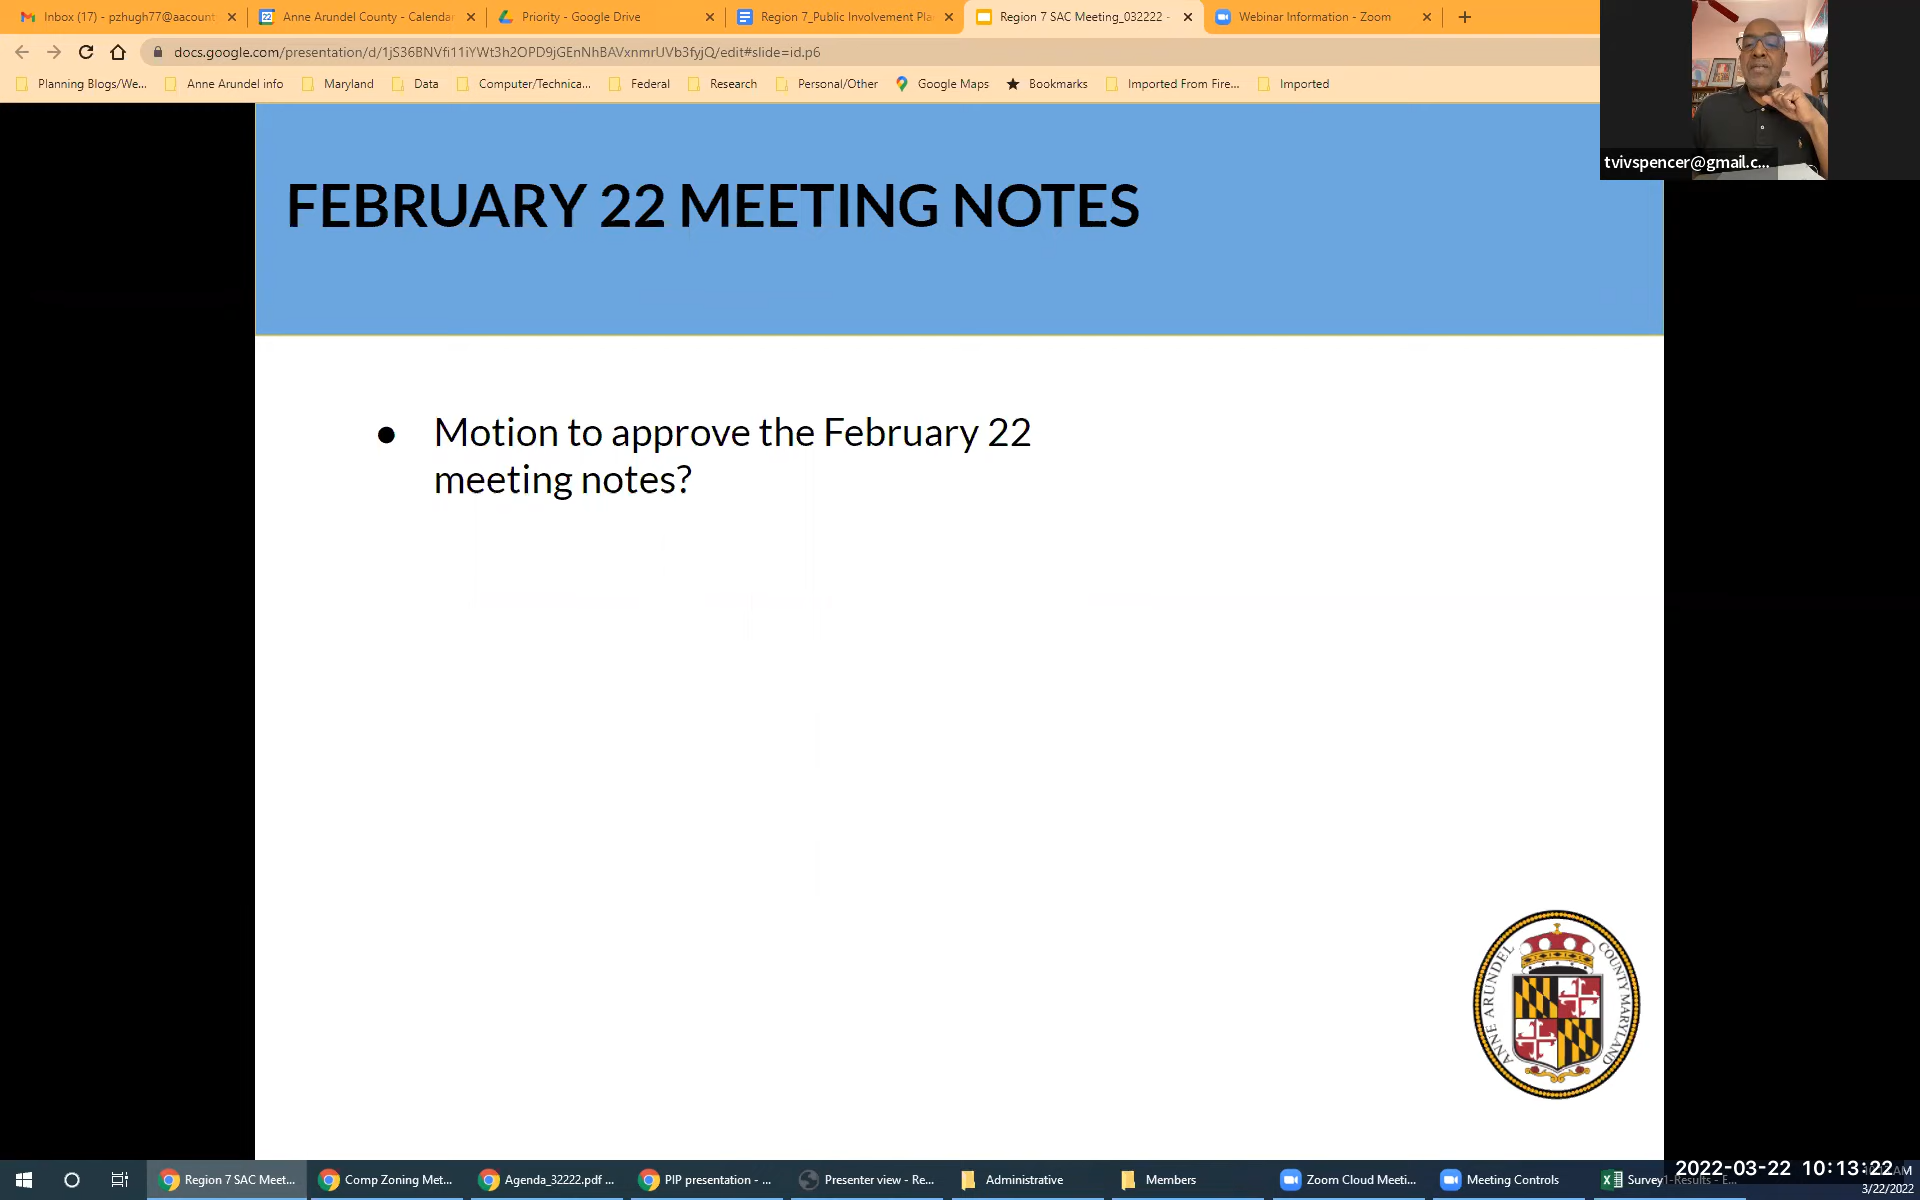 Inbox (17) - pzhugh77@aacount
Anne Arundel County - Calendar
Priority - Google Drive
Region 7_Public Involvement Pla
Region 7 SAC Meeting_032222 -
Webinar Information - Zoom
docs.google.com/presentation/d/1jS36BNVfi11iYWt3h2OPD9jGEnNhBAVxnmrUVb3fyjQ/edit#slide=id.p6
Planning Blogs/We...
Anne Arundel info
Maryland
Data
Computer/Technica...
Federal
Research
Personal/Other
Google Maps
Bookmarks
Imported From Fire...
Imported
tvivspencer@gmail.c...
FEBRUARY 22 MEETING NOTES
● Motion to approve the February 22
meeting notes?
ANNE ARUNDEL COUNTY MARYLAND
Region 7 SAC Meet...
Comp Zoning Met...
Agenda_32222.pdf ...
PIP presentation - ...
Presenter view - Re...
Administrative
Members
Zoom Cloud Meeti...
Meeting Controls
Survey
2022-03-22 10:13:22
3/22/2022